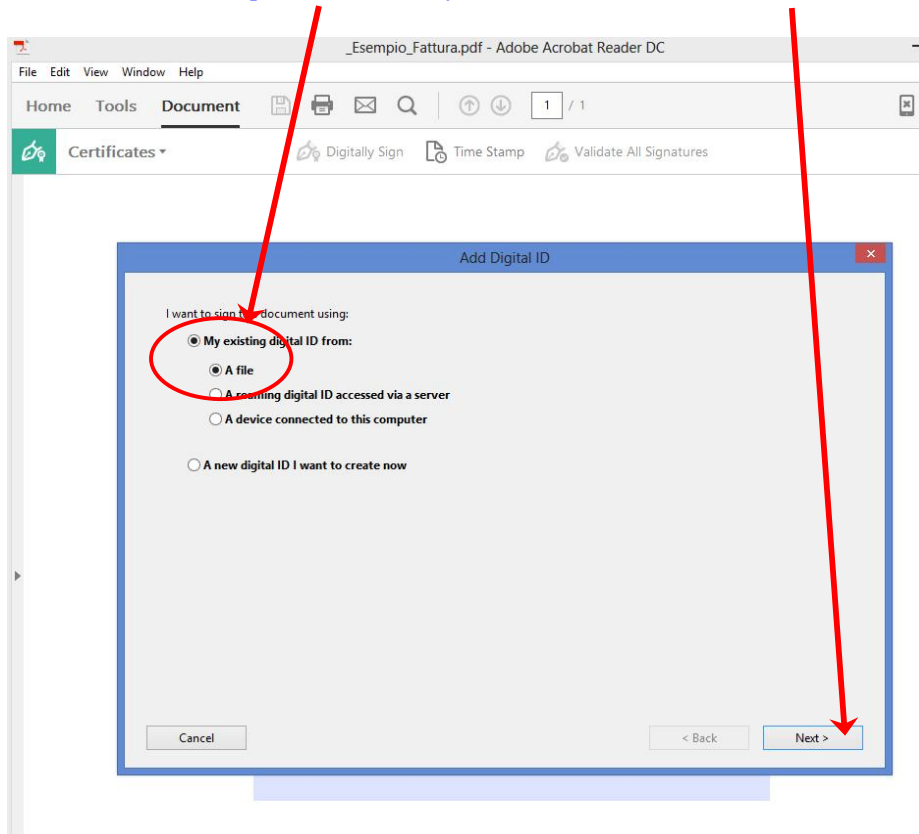 _Esempio_Fattura.pdf - Adobe Acrobat Reader DC
File Edit View Window Help
Home Tools Document 1 / 1
Certificates Digitally Sign Time Stamp Validate All Signatures
Add Digital ID
I want to sign this document using:
My existing digital ID from:
A file
A roaming digital ID accessed via a server
A device connected to this computer
A new digital ID I want to create now
Cancel < Back Next >